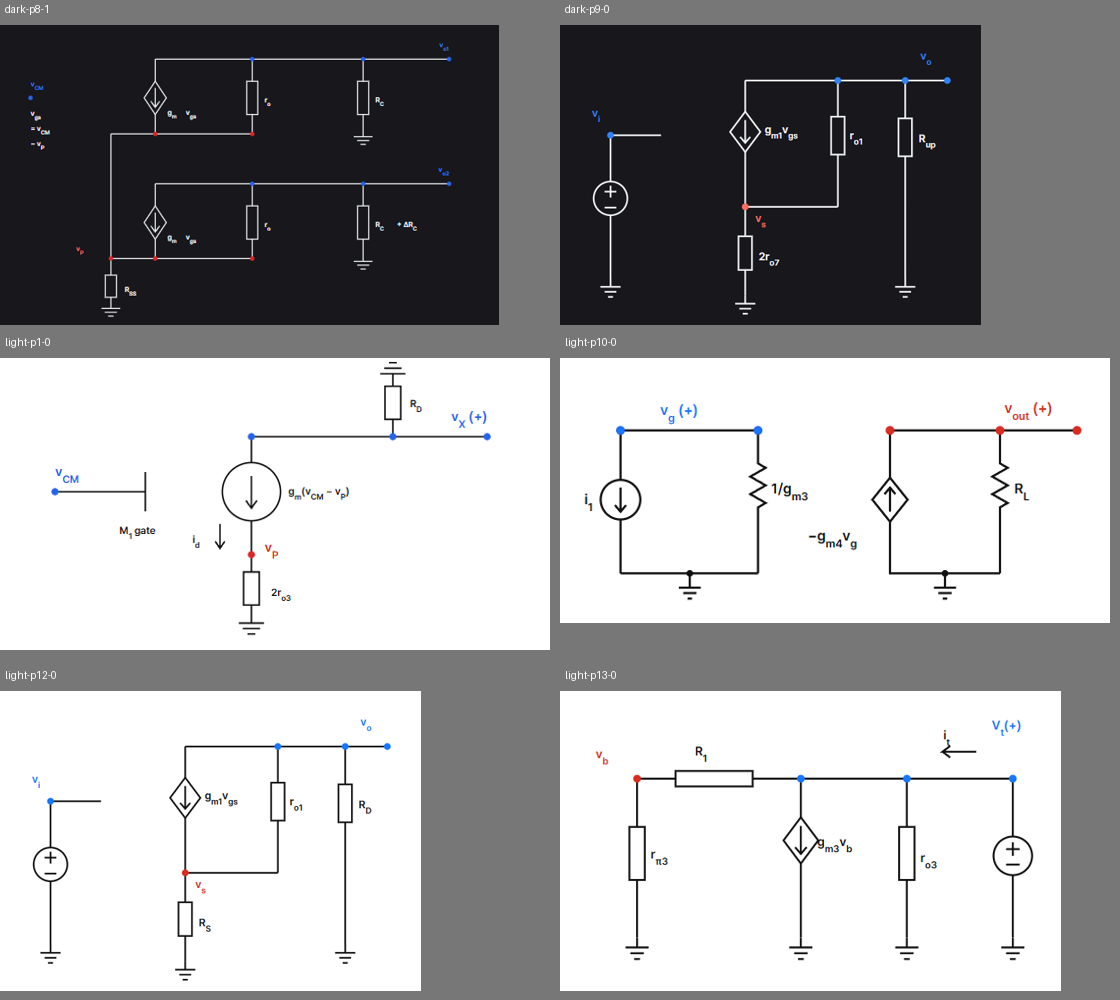 dark-p8-1
v_o1
v_CM
v_gs
= v_CM
− v_p
g_m v_gs
r_o
R_C
v_o2
g_m v_gs
r_o
R_C + ΔR_C
v_p
R_SS
dark-p9-0
v_o
v_i
g_m1v_gs
r_o1
R_up
v_s
2r_o7
light-p1-0
R_D
v_X (+)
v_CM
g_m(v_CM − v_P)
M_1 gate
i_d
v_P
2r_o3
light-p10-0
v_g (+)
v_out (+)
i_1
1/g_m3
R_L
−g_m4v_g
light-p12-0
v_o
v_i
g_m1v_gs
r_o1
R_D
v_s
R_S
light-p13-0
V_t(+)
i_t
R_1
v_b
g_m3v_b
r_π3
r_o3